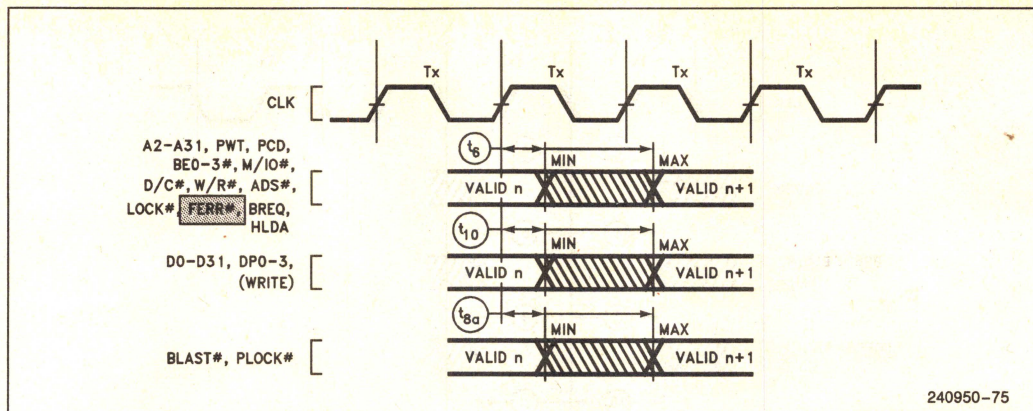 Tx Tx Tx Tx
CLK
A2-A31, PWT, PCD,
BE0-3#, M/IO#,
D/C#, W/R#, ADS#,
LOCK#, FERR#, BREQ,
HLDA
t6
MIN MAX
VALID n VALID n+1
D0-D31, DP0-3,
(WRITE)
t10
MIN MAX
VALID n VALID n+1
BLAST#, PLOCK#
t8a
MIN MAX
VALID n VALID n+1
240950-75